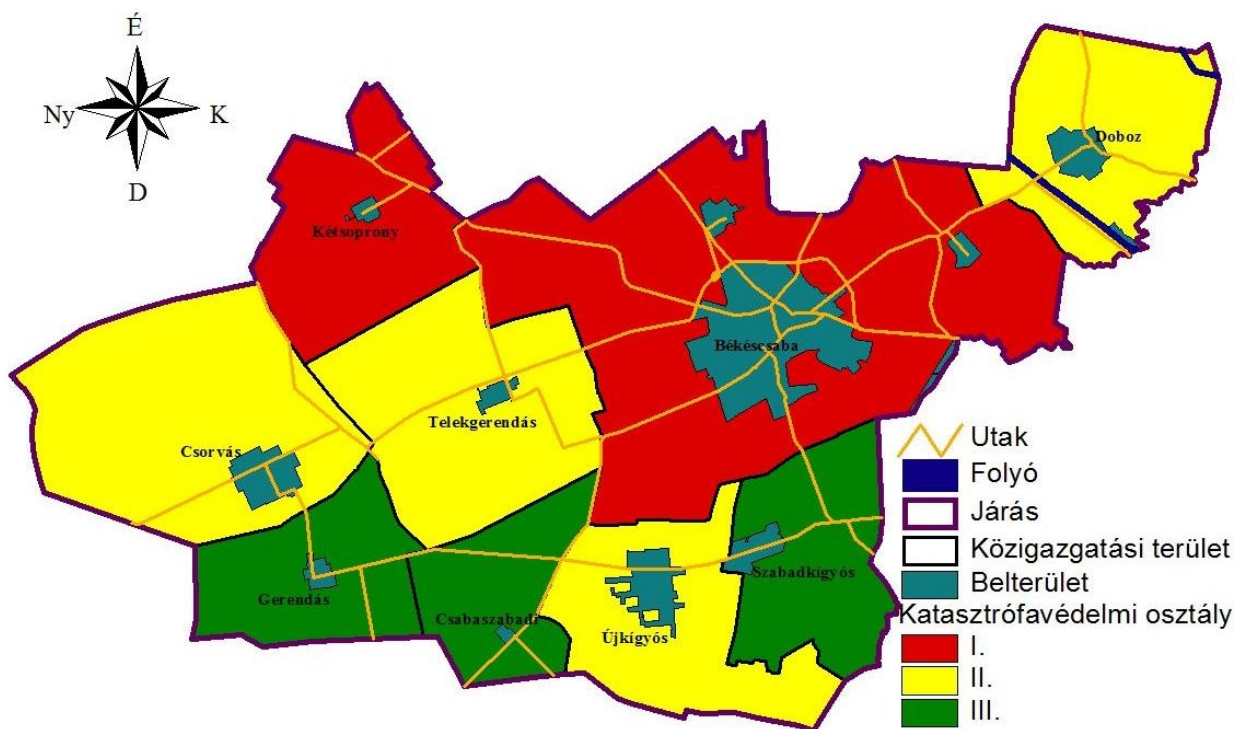 É
Ny
K
D
Doboz
Kétsoprony
Békéscsaba
Telekgerendás
Csorvás
Gerendás
Csabaszabadi
Újkígyós
Szabadkígyós
Utak
Folyó
Járás
Közigazgatási terület
Belterület
Katasztrófavédelmi osztály
I.
II.
III.